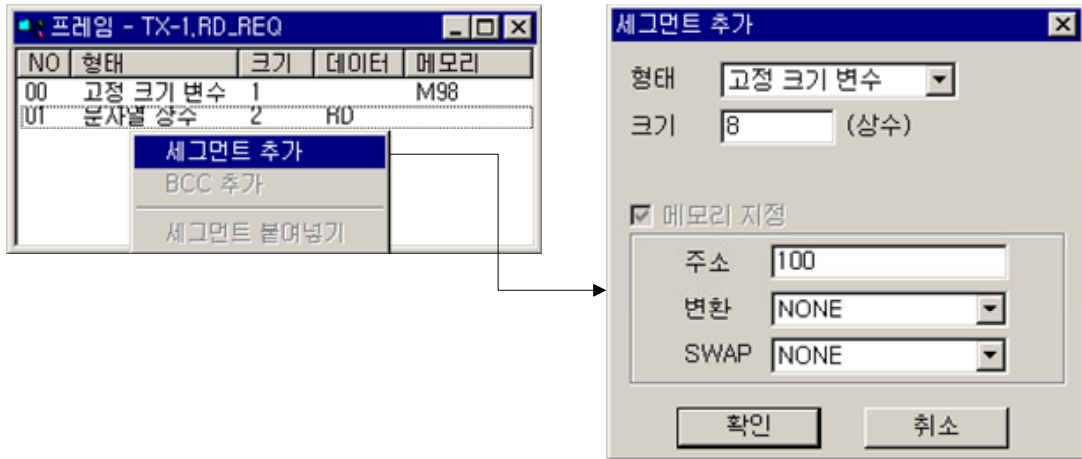 프레임 - TX-1,RD_REQ
NO 형태 크기 데이터 메모리
00 고정 크기 변수 1 M98
01 문자열 상수 2 RD
세그먼트 추가
BCC 추가
세그먼트 붙여넣기
세그먼트 추가
형태 고정 크기 변수
크기 8 (상수)
메모리 지정
주소 100
변환 NONE
SWAP NONE
확인 취소